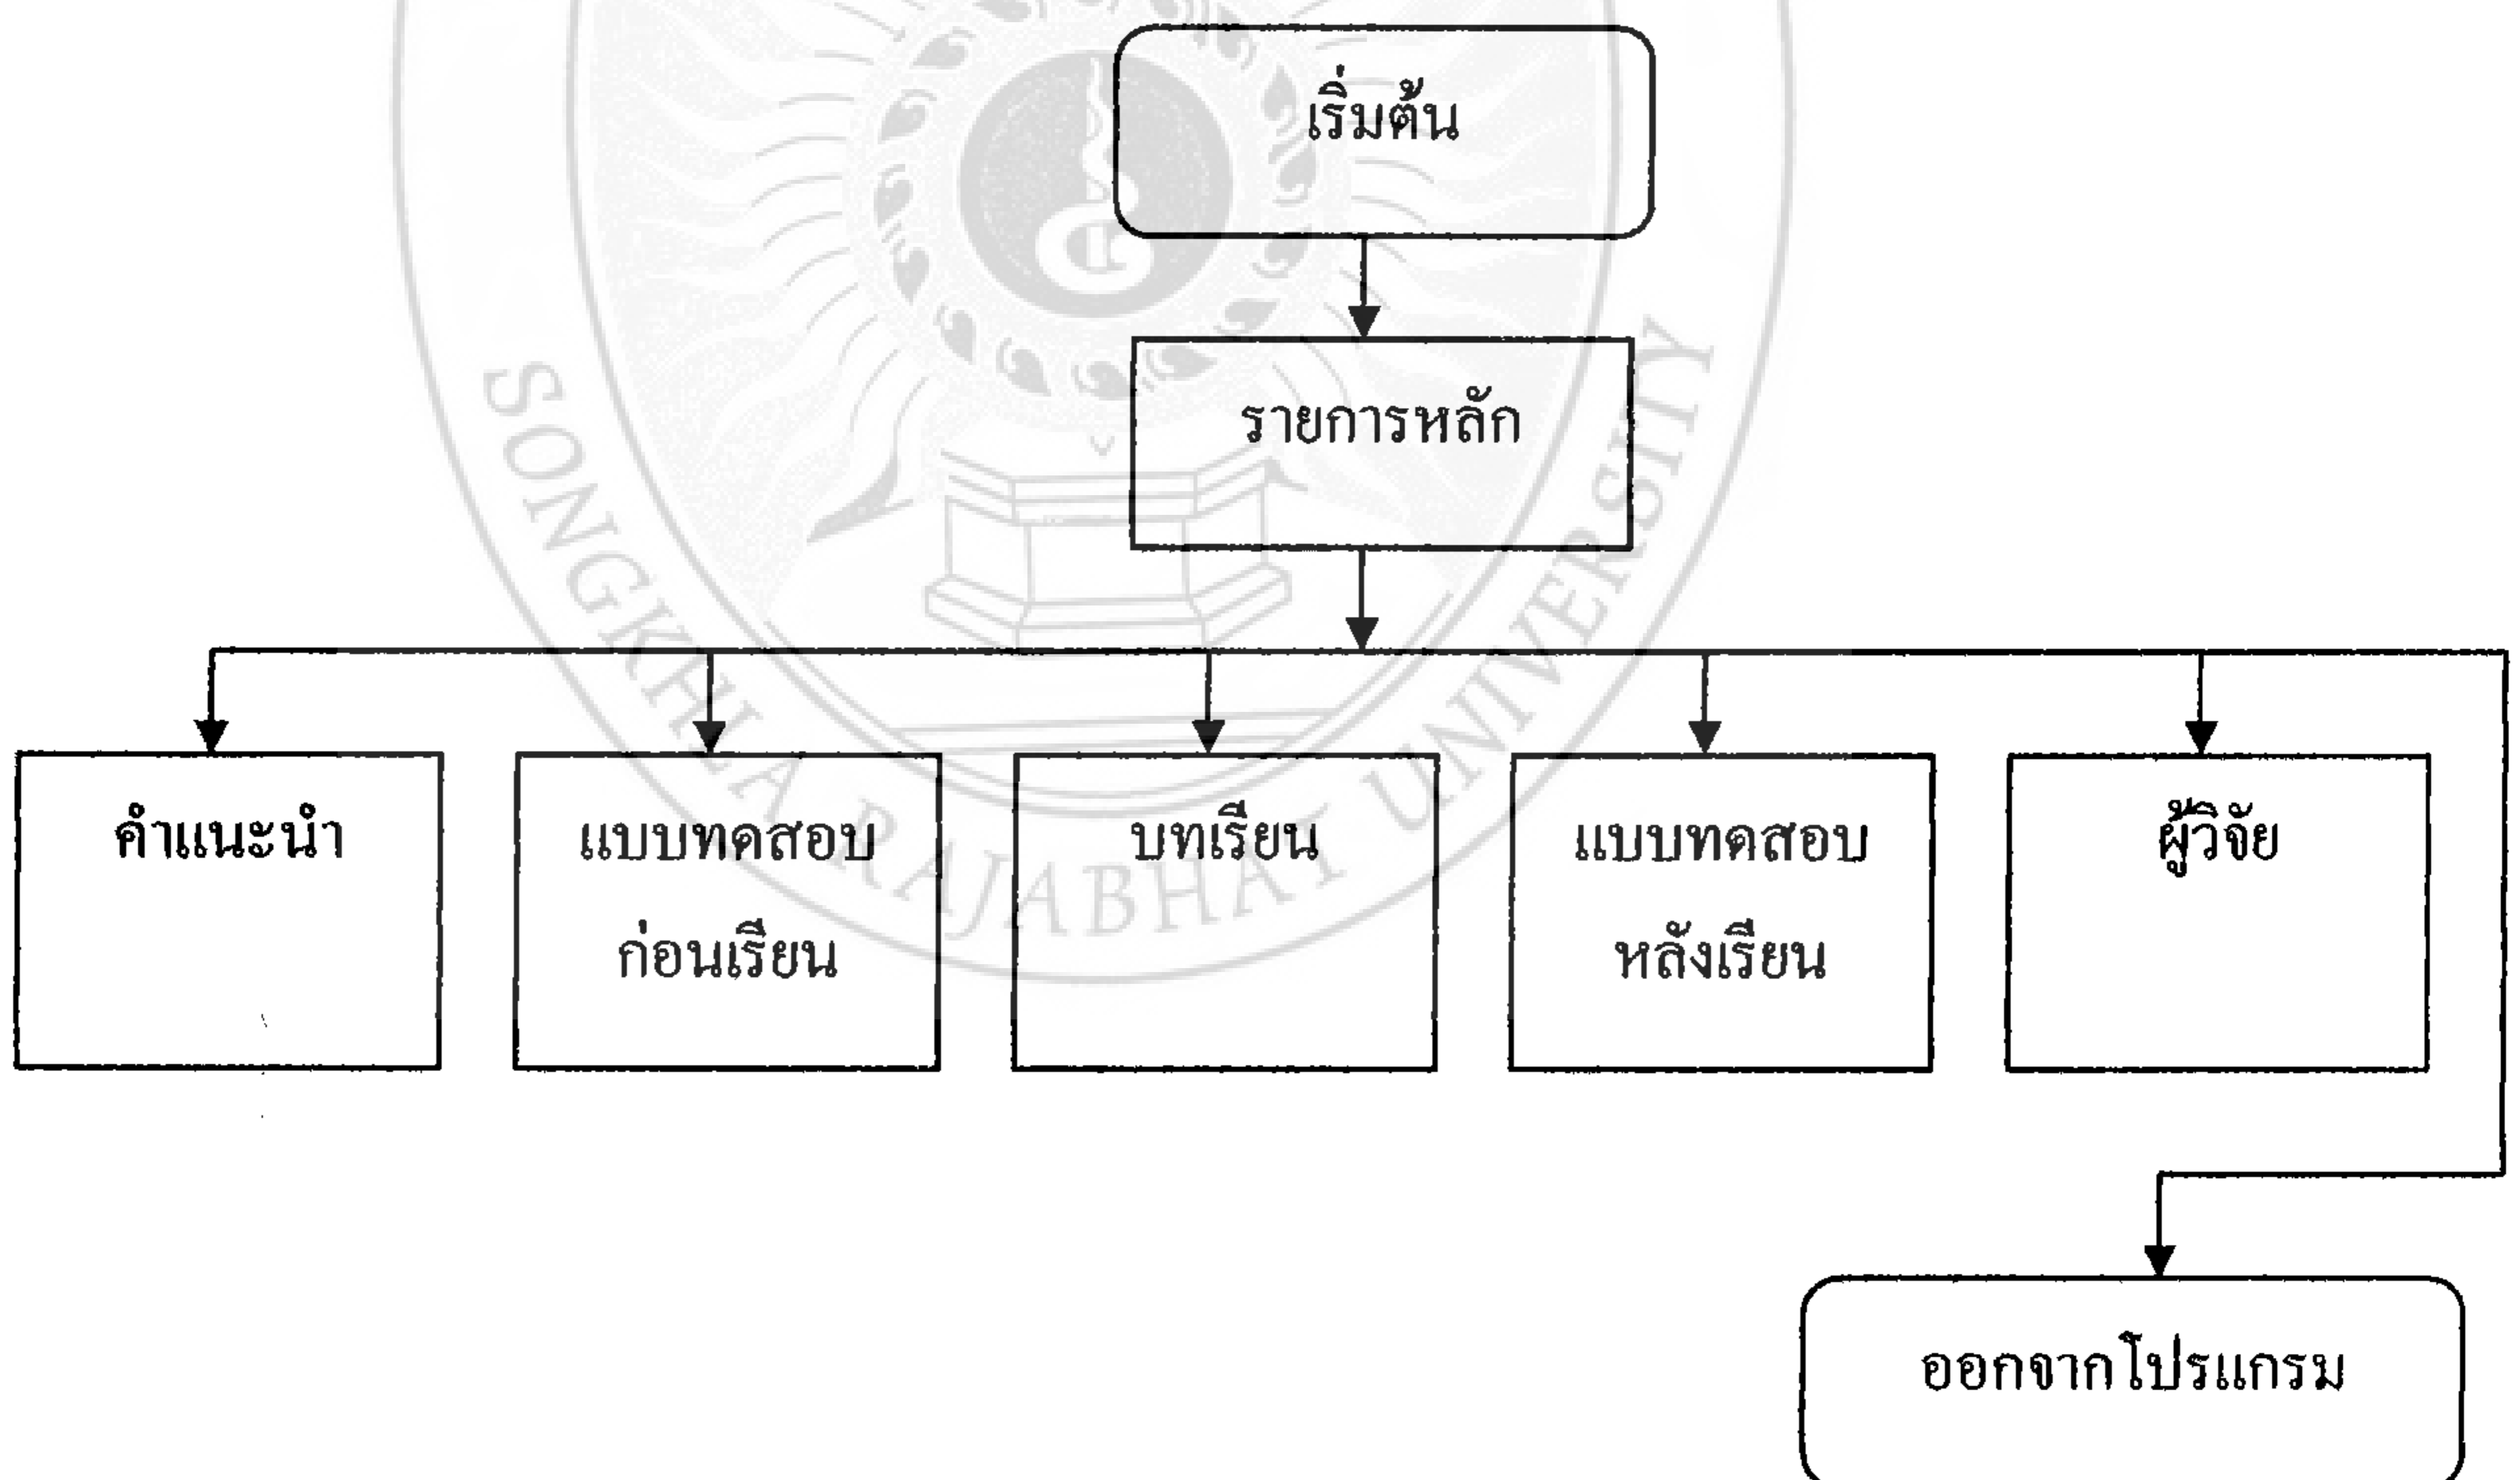 เริ่มต้น
รายการหลัก
คำแนะนำ
แบบทดสอบ
ก่อนเรียน
บทเรียน
แบบทดสอบ
หลังเรียน
ผู้วิจัย
ออกจากโปรแกรม
SONGKHLA RAJABHAT UNIVERSITY